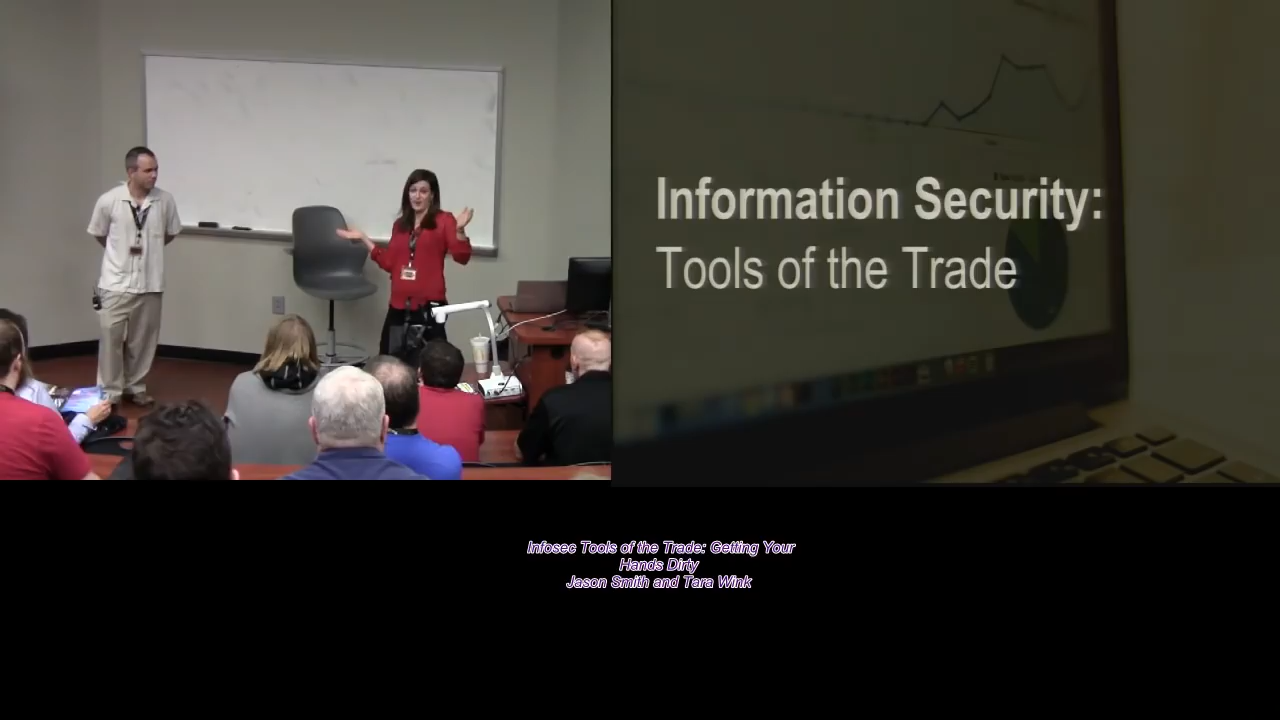 Information Security:
Tools of the Trade
Infosec Tools of the Trade: Getting Your
Hands Dirty
Jason Smith and Tara Wink